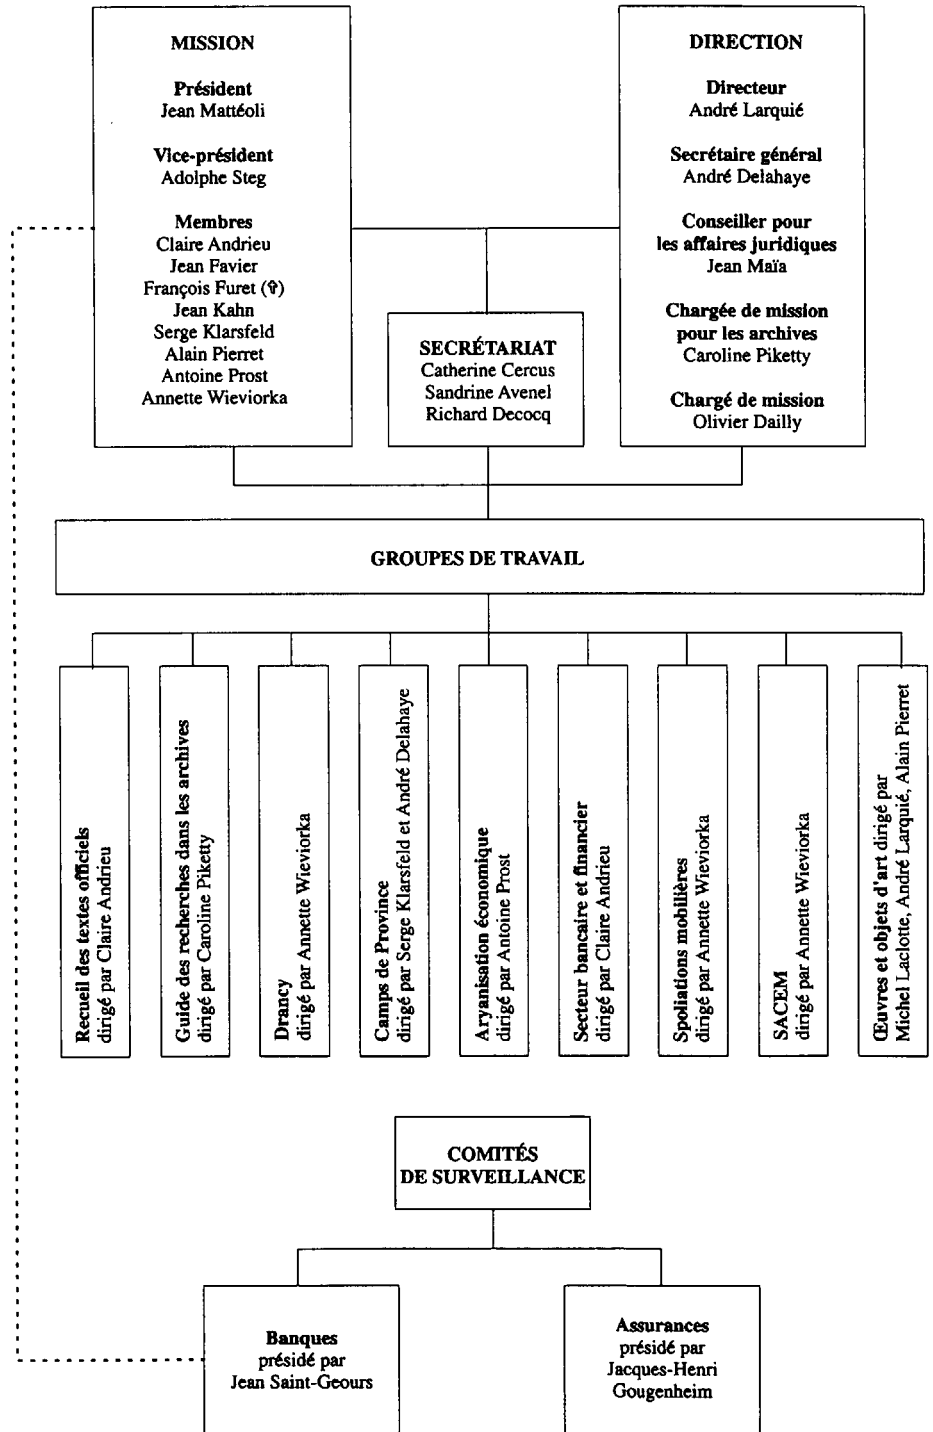 MISSION
Président
Jean Mattéoli
Vice-président
Adolphe Steg
Membres
Claire Andrieu
Jean Favier
François Furet (✞)
Jean Kahn
Serge Klarsfeld
Alain Pierret
Antoine Prost
Annette Wieviorka
SECRÉTARIAT
Catherine Cercus
Sandrine Avenel
Richard Decocq
DIRECTION
Directeur
André Larquié
Secrétaire général
André Delahaye
Conseiller pour
les affaires juridiques
Jean Maïa
Chargée de mission
pour les archives
Caroline Piketty
Chargé de mission
Olivier Dailly
GROUPES DE TRAVAIL
Recueil des textes officiels
dirigé par Claire Andrieu
Guide des recherches dans les archives
dirigé par Caroline Piketty
Drancy
dirigé par Annette Wieviorka
Camps de Province
dirigé par Serge Klarsfeld et André Delahaye
Aryanisation économique
dirigé par Antoine Prost
Secteur bancaire et financier
dirigé par Claire Andrieu
Spoliations mobilières
dirigé par Annette Wieviorka
SACEM
dirigé par Annette Wieviorka
Œuvres et objets d'art dirigé par
Michel Laclotte, André Larquié, Alain Pierret
COMITÉS
DE SURVEILLANCE
Banques
présidé par
Jean Saint-Geours
Assurances
présidé par
Jacques-Henri
Gougenheim